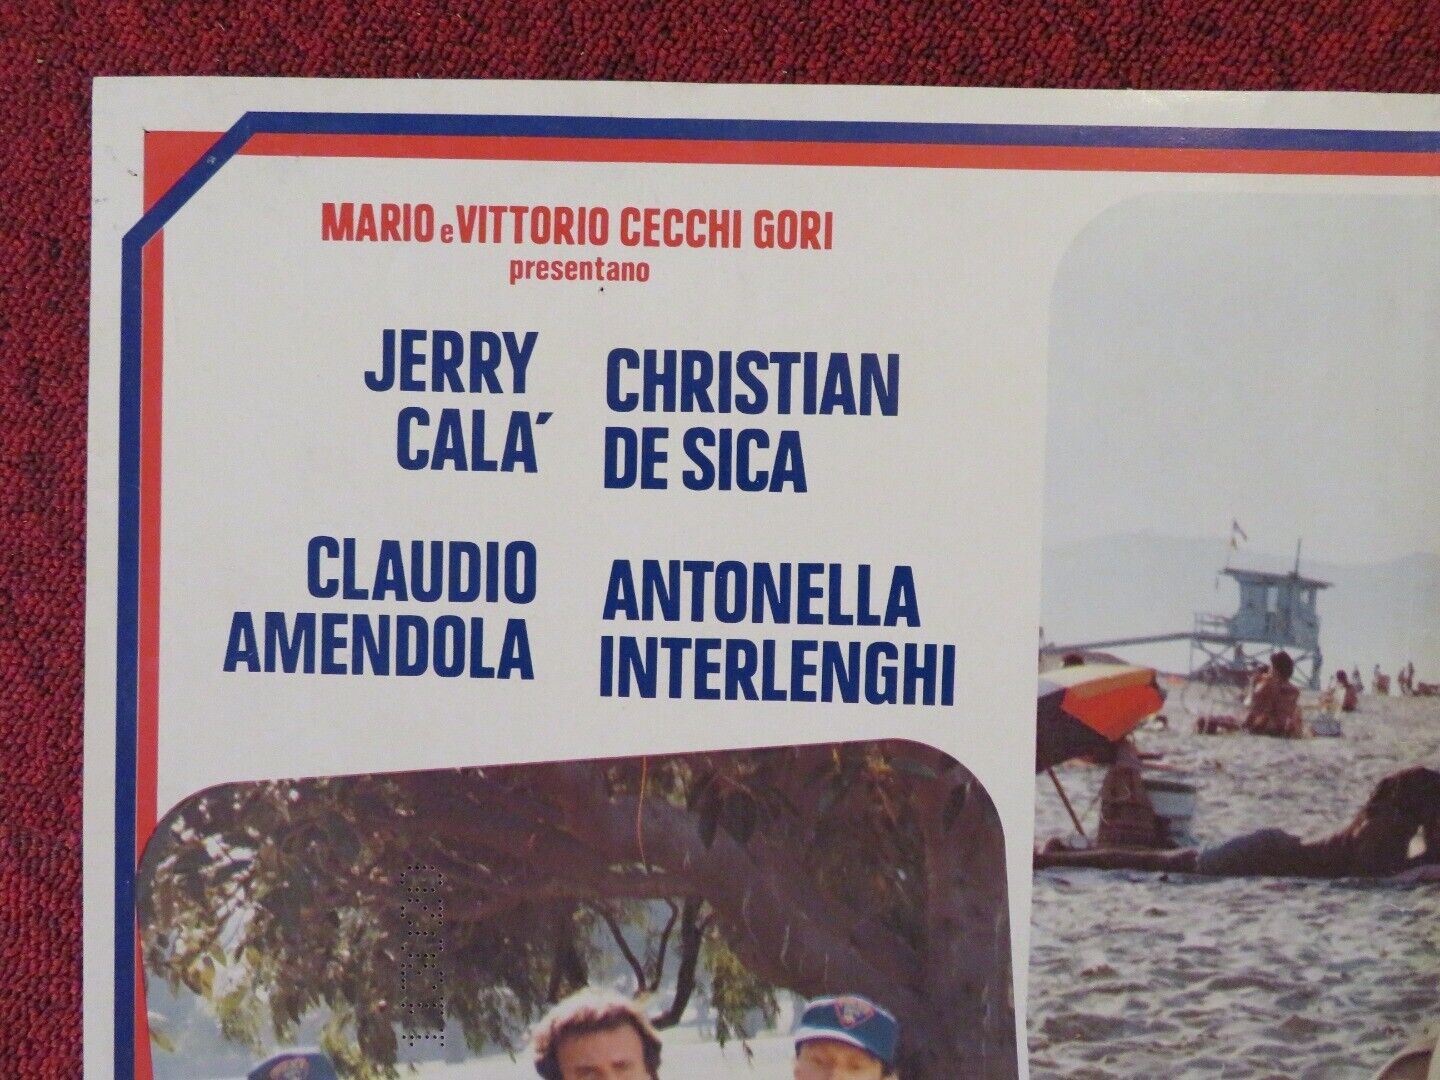 MARIO e VITTORIO CECCHI GORI
presentano
JERRY
CALA´
CHRISTIAN
DE SICA
CLAUDIO
AMENDOLA
ANTONELLA
INTERLENGHI